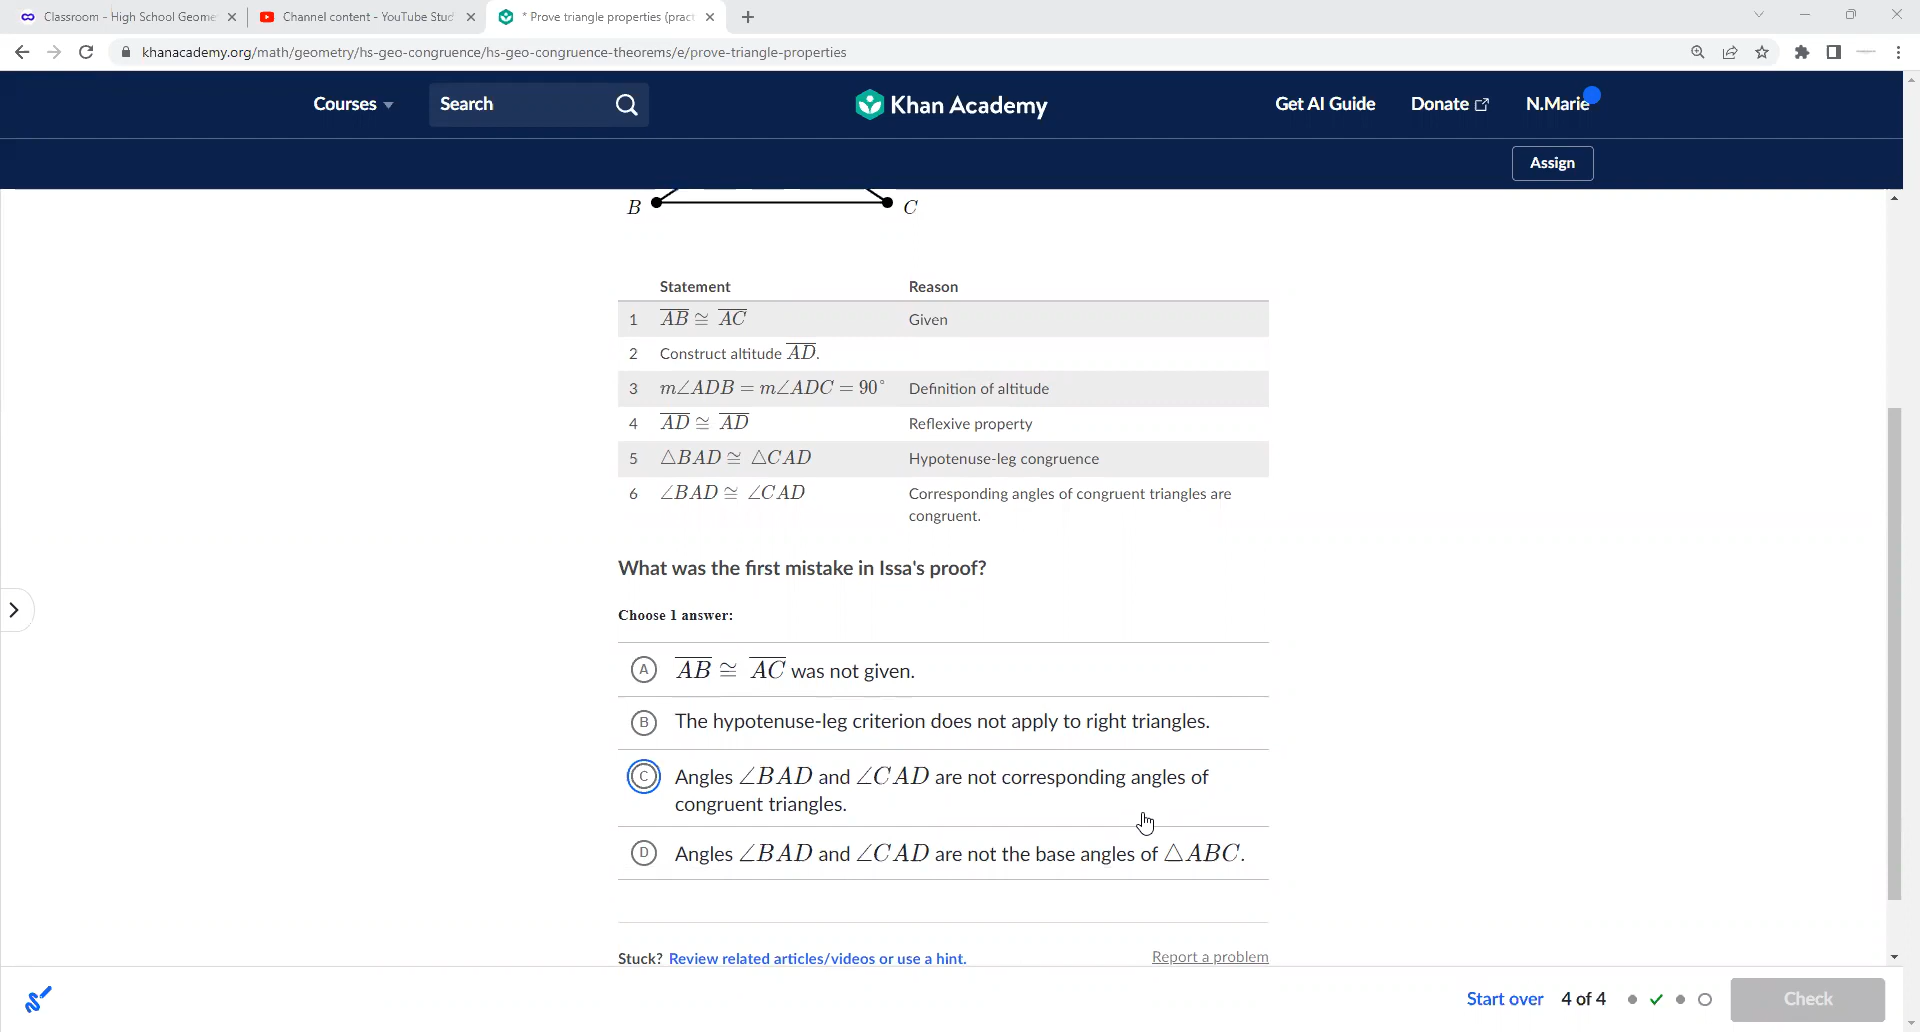 Classroom - High School Geome
Channel content - YouTube Stud
* Prove triangle properties (pract
khanacademy.org/math/geometry/hs-geo-congruence/hs-geo-congruence-theorems/e/prove-triangle-properties
Courses
Search
Khan Academy
Get AI Guide
Donate
N.Marie
Assign
B C
Statement Reason
1 AB ≅ AC Given
2 Construct altitude AD.
3 m∠ADB = m∠ADC = 90° Definition of altitude
4 AD ≅ AD Reflexive property
5 △BAD ≅ △CAD Hypotenuse-leg congruence
6 ∠BAD ≅ ∠CAD Corresponding angles of congruent triangles are
congruent.
What was the first mistake in Issa's proof?
Choose 1 answer:
A AB ≅ AC was not given.
B The hypotenuse-leg criterion does not apply to right triangles.
C Angles ∠BAD and ∠CAD are not corresponding angles of
congruent triangles.
D Angles ∠BAD and ∠CAD are not the base angles of △ABC.
Stuck? Review related articles/videos or use a hint.
Report a problem
Start over 4 of 4 Check